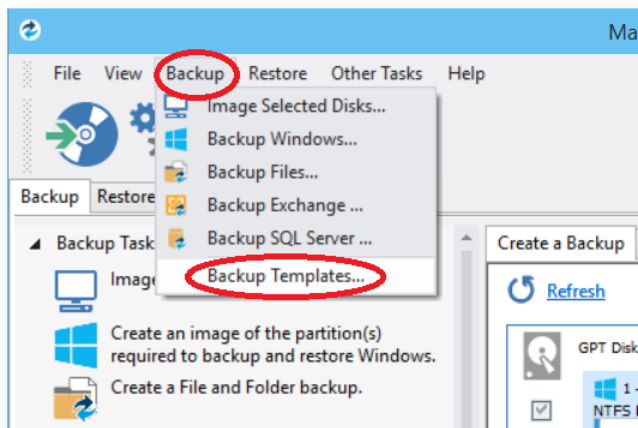 Ma
File View Backup Restore Other Tasks Help
Image Selected Disks...
Backup Windows...
Backup Files...
Backup Exchange ...
Backup SQL Server ...
Backup Templates...
Backup Restore
Backup Task
Imag
Create an image of the partition(s)
required to backup and restore Windows.
Create a File and Folder backup.
Create a Backup
Refresh
GPT Disk
1 -
NTFS